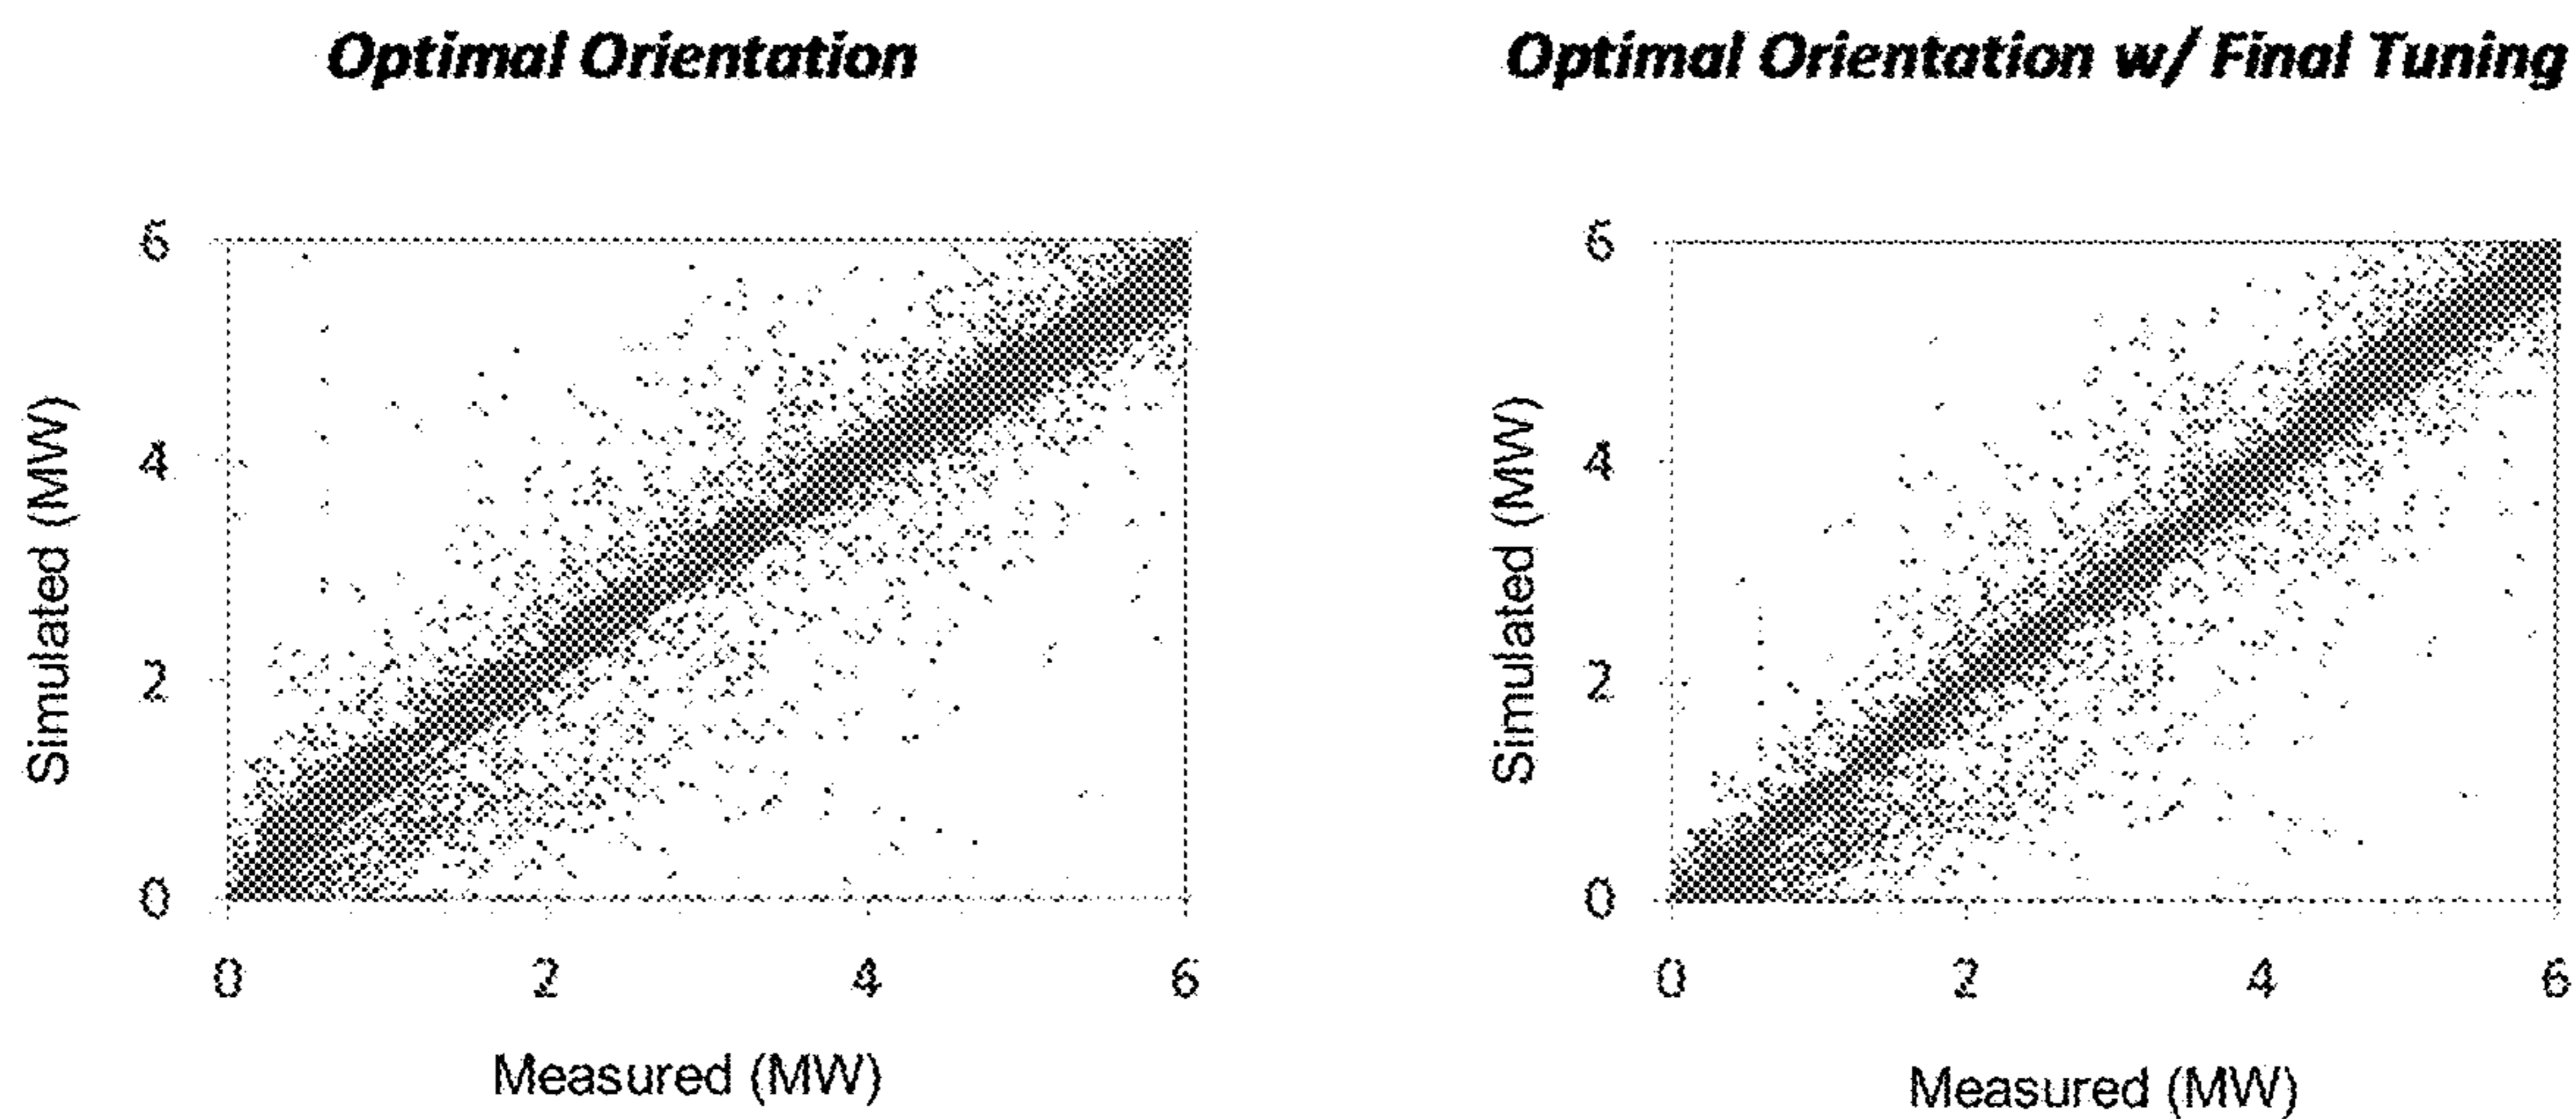 Optimal Orientation
Optimal Orientation w/ Final Tuning
6
4
2
0
Simulated (MW)
0 2 4 6
Measured (MW)
6
4
2
0
Simulated (MW)
0 2 4 6
Measured (MW)